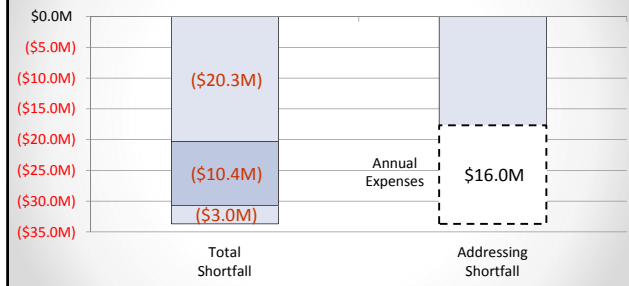 $0.0M
($5.0M)
($10.0M)
($15.0M)
($20.0M)
($25.0M)
($30.0M)
($35.0M)
($20.3M)
($10.4M)
($3.0M)
Annual
Expenses
$16.0M
Total
Shortfall
Addressing
Shortfall